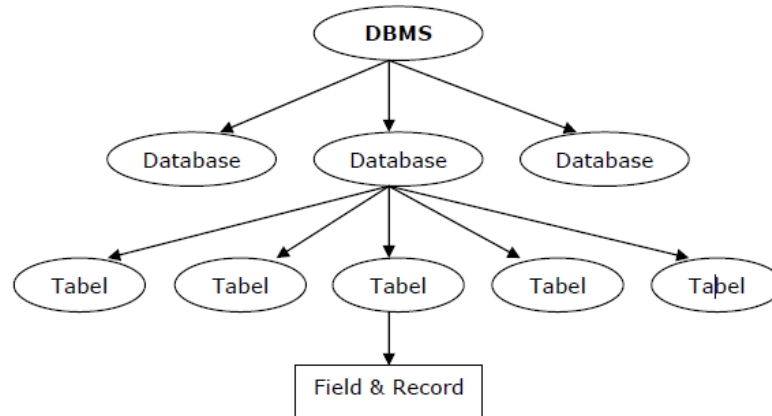 DBMS
Database
Database
Database
Tabel
Tabel
Tabel
Tabel
Tabel
Field & Record